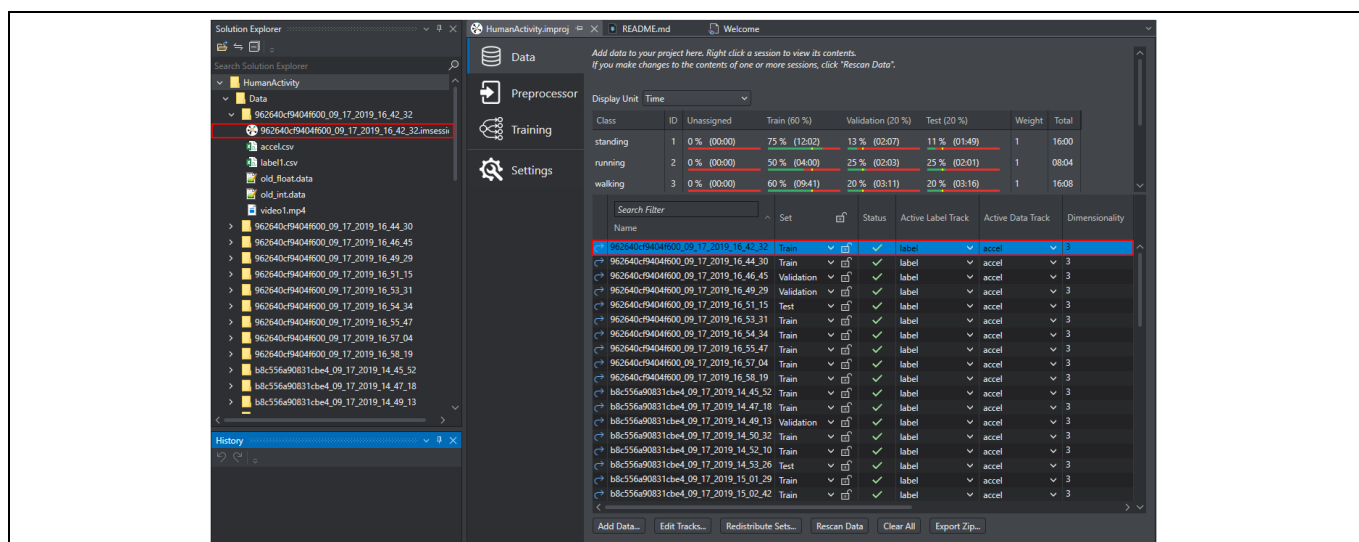 Solution Explorer
Search Solution Explorer
HumanActivity
Data
962640cf9404f600_09_17_2019_16_42_32
962640cf9404f600_09_17_2019_16_42_32.imsessi
accel.csv
label1.csv
old_float.data
old_int.data
video1.mp4
962640cf9404f600_09_17_2019_16_44_30
962640cf9404f600_09_17_2019_16_46_45
962640cf9404f600_09_17_2019_16_49_29
962640cf9404f600_09_17_2019_16_51_15
962640cf9404f600_09_17_2019_16_53_31
962640cf9404f600_09_17_2019_16_54_34
962640cf9404f600_09_17_2019_16_55_47
962640cf9404f600_09_17_2019_16_57_04
962640cf9404f600_09_17_2019_16_58_19
b8c556a90831cbe4_09_17_2019_14_45_52
b8c556a90831cbe4_09_17_2019_14_47_18
b8c556a90831cbe4_09_17_2019_14_49_13
History
HumanActivity.improj README.md Welcome
Data
Preprocessor
Training
Settings
Add data to your project here. Right click a session to view its contents.
If you make changes to the contents of one or more sessions, click "Rescan Data".
Display Unit Time
Class ID Unassigned Train (60 %) Validation (20 %) Test (20 %) Weight Total
standing 1 0 % (00:00) 75 % (12:02) 13 % (02:07) 11 % (01:49) 1 16:00
running 2 0 % (00:00) 50 % (04:00) 25 % (02:03) 25 % (02:01) 1 08:04
walking 3 0 % (00:00) 60 % (09:41) 20 % (03:11) 20 % (03:16) 1 16:08
Search Filter
Name Set Status Active Label Track Active Data Track Dimensionality
962640cf9404f600_09_17_2019_16_42_32 Train label accel 3
962640cf9404f600_09_17_2019_16_44_30 Train label accel 3
962640cf9404f600_09_17_2019_16_46_45 Validation label accel 3
962640cf9404f600_09_17_2019_16_49_29 Validation label accel 3
962640cf9404f600_09_17_2019_16_51_15 Test label accel 3
962640cf9404f600_09_17_2019_16_53_31 Train label accel 3
962640cf9404f600_09_17_2019_16_54_34 Train label accel 3
962640cf9404f600_09_17_2019_16_55_47 Train label accel 3
962640cf9404f600_09_17_2019_16_57_04 Train label accel 3
962640cf9404f600_09_17_2019_16_58_19 Train label accel 3
b8c556a90831cbe4_09_17_2019_14_45_52 Train label accel 3
b8c556a90831cbe4_09_17_2019_14_47_18 Train label accel 3
b8c556a90831cbe4_09_17_2019_14_49_13 Validation label accel 3
b8c556a90831cbe4_09_17_2019_14_50_32 Train label accel 3
b8c556a90831cbe4_09_17_2019_14_52_10 Train label accel 3
b8c556a90831cbe4_09_17_2019_14_53_26 Test label accel 3
b8c556a90831cbe4_09_17_2019_15_01_29 Train label accel 3
b8c556a90831cbe4_09_17_2019_15_02_42 Train label accel 3
Add Data... Edit Tracks... Redistribute Sets... Rescan Data Clear All Export Zip...